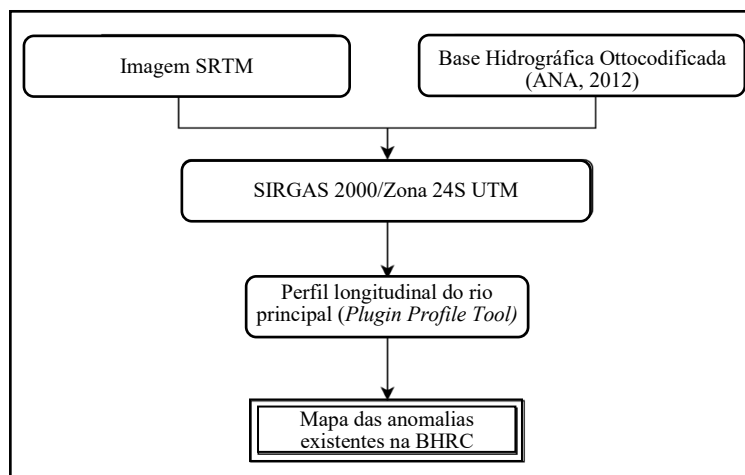 Imagem SRTM
Base Hidrográfica Ottocodificada
(ANA, 2012)
SIRGAS 2000/Zona 24S UTM
Perfil longitudinal do rio
principal (Plugin Profile Tool)
Mapa das anomalias
existentes na BHRC